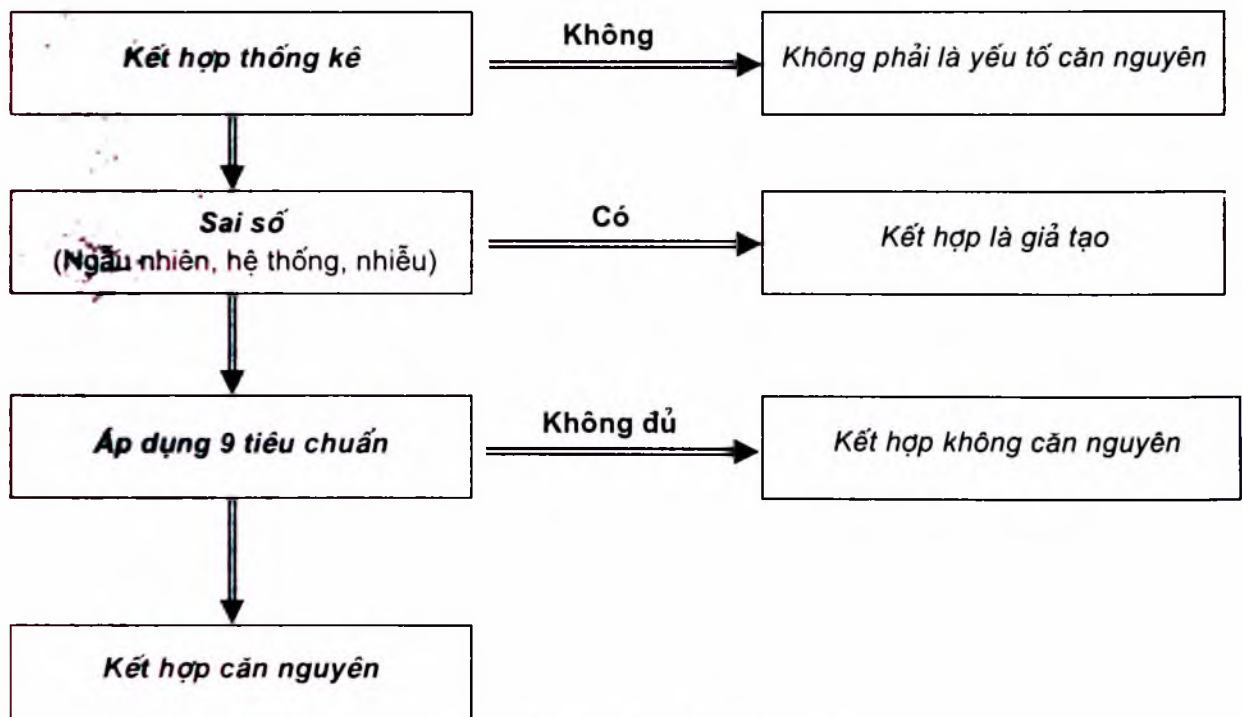 Kết hợp thống kê
Không
Không phải là yếu tố căn nguyên
Sai số
(Ngẫu nhiên, hệ thống, nhiễu)
Có
Kết hợp là giả tạo
Áp dụng 9 tiêu chuẩn
Không đủ
Kết hợp không căn nguyên
Kết hợp căn nguyên